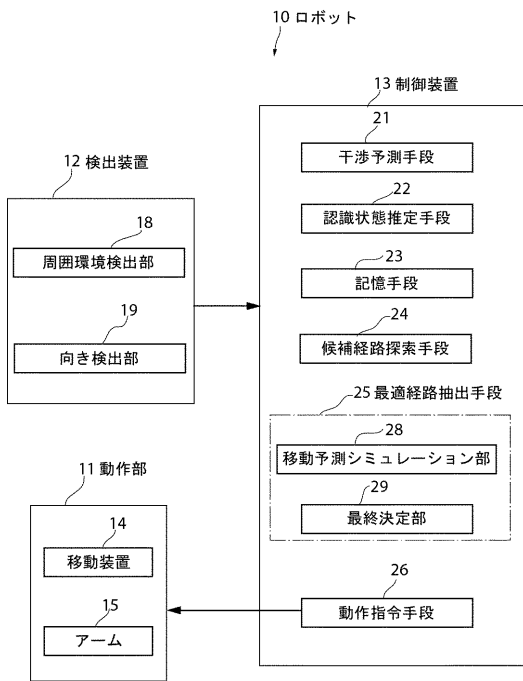 10 ロボット
13 制御装置
21
干渉予測手段
22
認識状態推定手段
23
記憶手段
24
候補経路探索手段
25 最適経路抽出手段
28
移動予測シミュレーション部
29
最終決定部
26
動作指令手段
12 検出装置
18
周囲環境検出部
19
向き検出部
11 動作部
14
移動装置
15
アーム